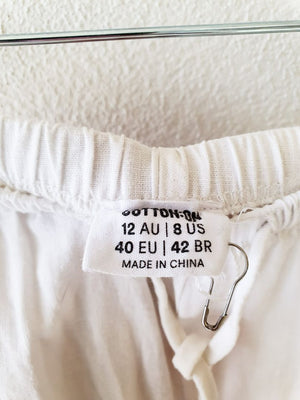 COTTON:ON
12 AU | 8 US
40 EU | 42 BR
MADE IN CHINA